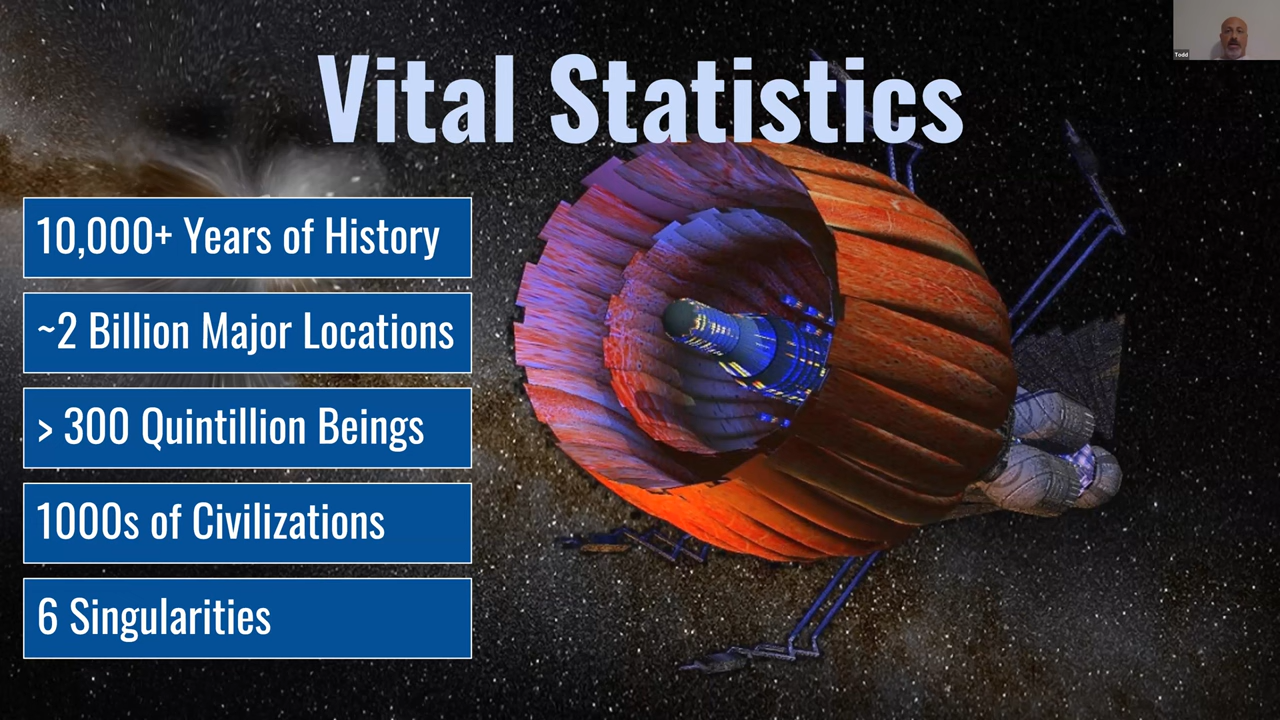 Todd
Vital Statistics
10,000+ Years of History
~2 Billion Major Locations
> 300 Quintillion Beings
1000s of Civilizations
6 Singularities